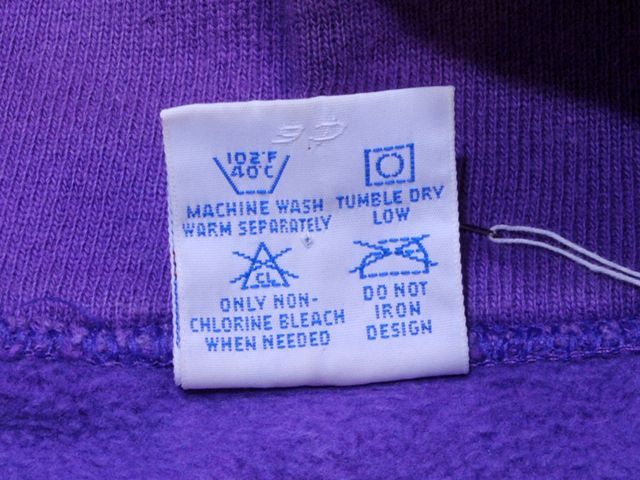 102°F
40°C
MACHINE WASH
WARM SEPARATELY
TUMBLE DRY
LOW
CL
ONLY NON-
CHLORINE BLEACH
WHEN NEEDED
DO NOT
IRON
DESIGN